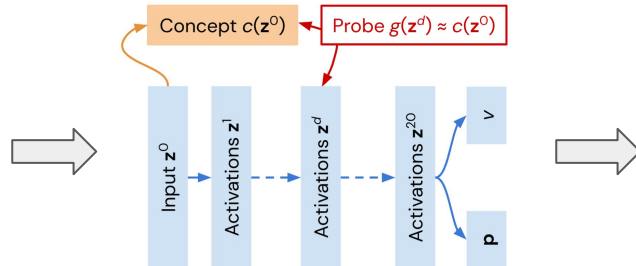 Concept c(z⁰)
Probe g(zᵈ) ≈ c(z⁰)
Input z⁰
Activations z¹
Activations zᵈ
Activations z²⁰
v
p